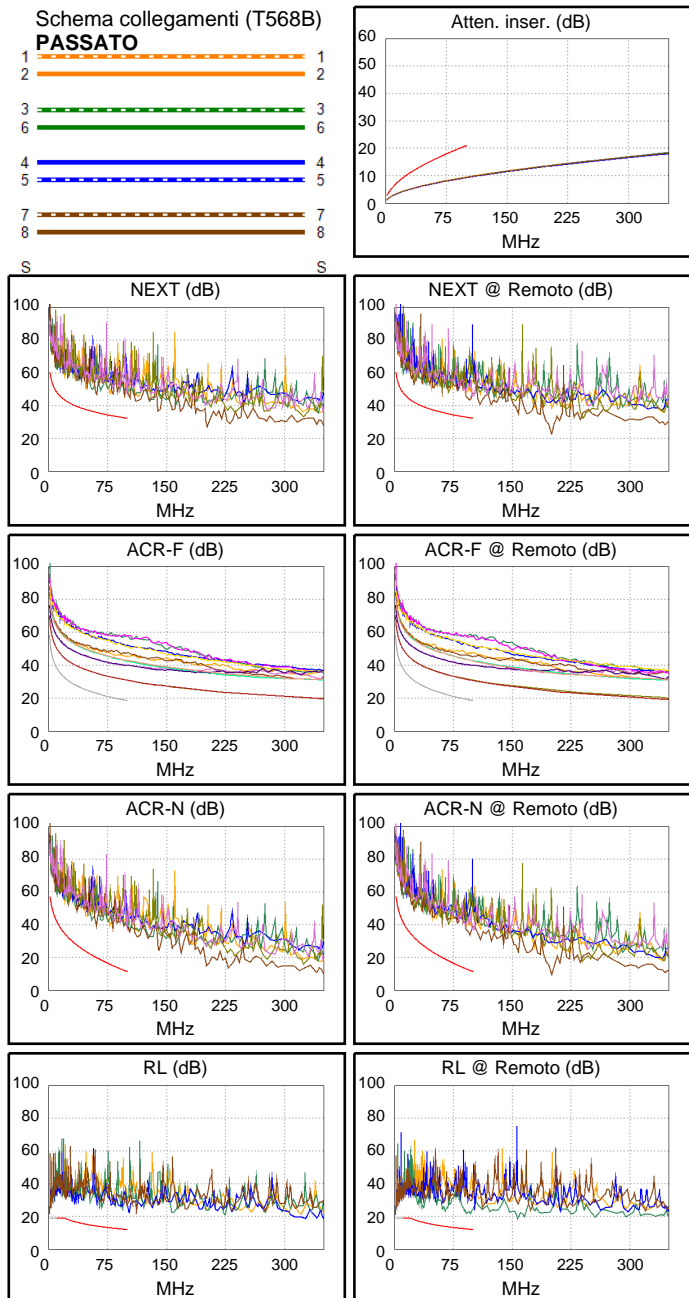 Schema collegamenti (T568B)
PASSATO
1 1
2 2
3 3
6 6
4 4
5 5
7 7
8 8
S S
Atten. inser. (dB)
60
50
40
30
20
10
0
0 75 150 225 300
MHz
NEXT (dB)
100
80
60
40
20
0
0 75 150 225 300
MHz
NEXT @ Remoto (dB)
100
80
60
40
20
0
0 75 150 225 300
MHz
ACR-F (dB)
100
80
60
40
20
0
0 75 150 225 300
MHz
ACR-F @ Remoto (dB)
100
80
60
40
20
0
0 75 150 225 300
MHz
ACR-N (dB)
100
80
60
40
20
0
0 75 150 225 300
MHz
ACR-N @ Remoto (dB)
100
80
60
40
20
0
0 75 150 225 300
MHz
RL (dB)
100
80
60
40
20
0
0 75 150 225 300
MHz
RL @ Remoto (dB)
100
80
60
40
20
0
0 75 150 225 300
MHz